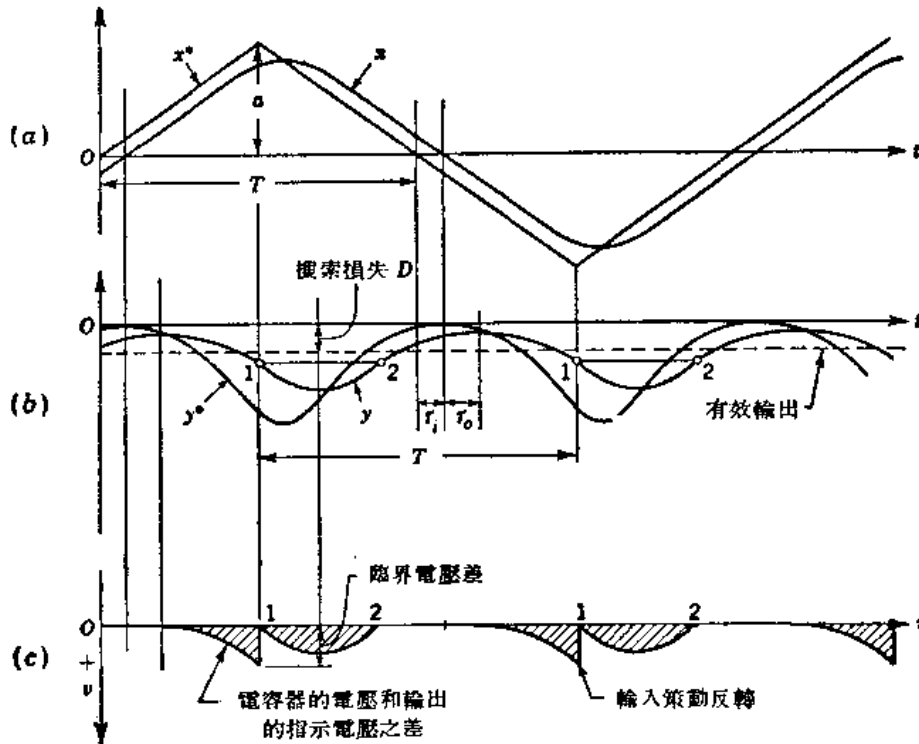 (a)
x*
x
a
O
t
T
搜索損失 D
O
t
(b)
1
2
1
2
y*
y
τᵢ
τₒ
有效輸出
T
臨界電壓差
O
1
2
1
2
t
(c)
+
v
電容器的電壓和輸出
的指示電壓之差
輸入策動反轉